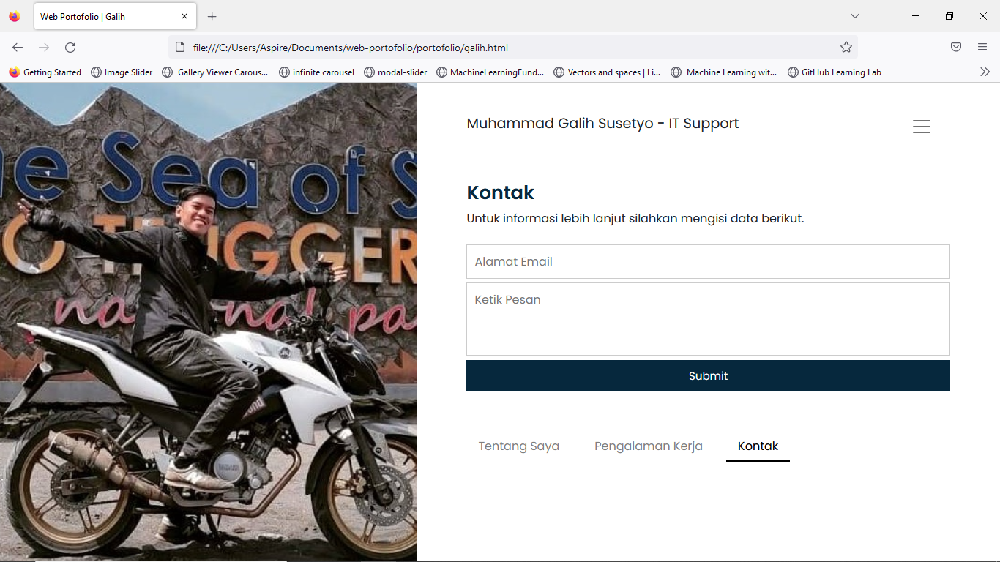 Web Portofolio | Galih
file:///C:/Users/Aspire/Documents/web-portofolio/portofolio/galih.html
Getting Started
Image Slider
Gallery Viewer Carous...
infinite carousel
modal-slider
MachineLearningFund...
Vectors and spaces | Li...
Machine Learning wit...
GitHub Learning Lab
Sea of S
TENGGER
national pa
Muhammad Galih Susetyo - IT Support
Kontak
Untuk informasi lebih lanjut silahkan mengisi data berikut.
Alamat Email
Ketik Pesan
Submit
Tentang Saya
Pengalaman Kerja
Kontak